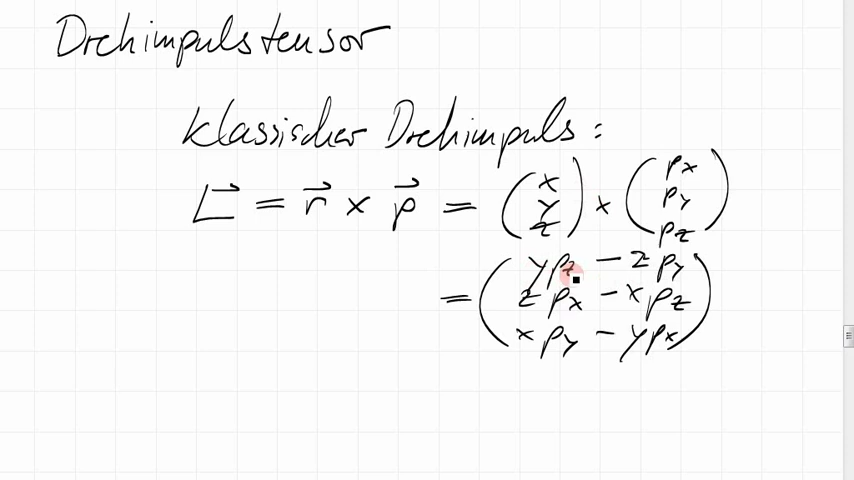 Drehimpulstensor
klassischer Drehimpuls:
L⃗ = r⃗ × p⃗ = (x y z) × (px py pz)
= (ypz − zpy
zpx − xpz
xpy − ypx)